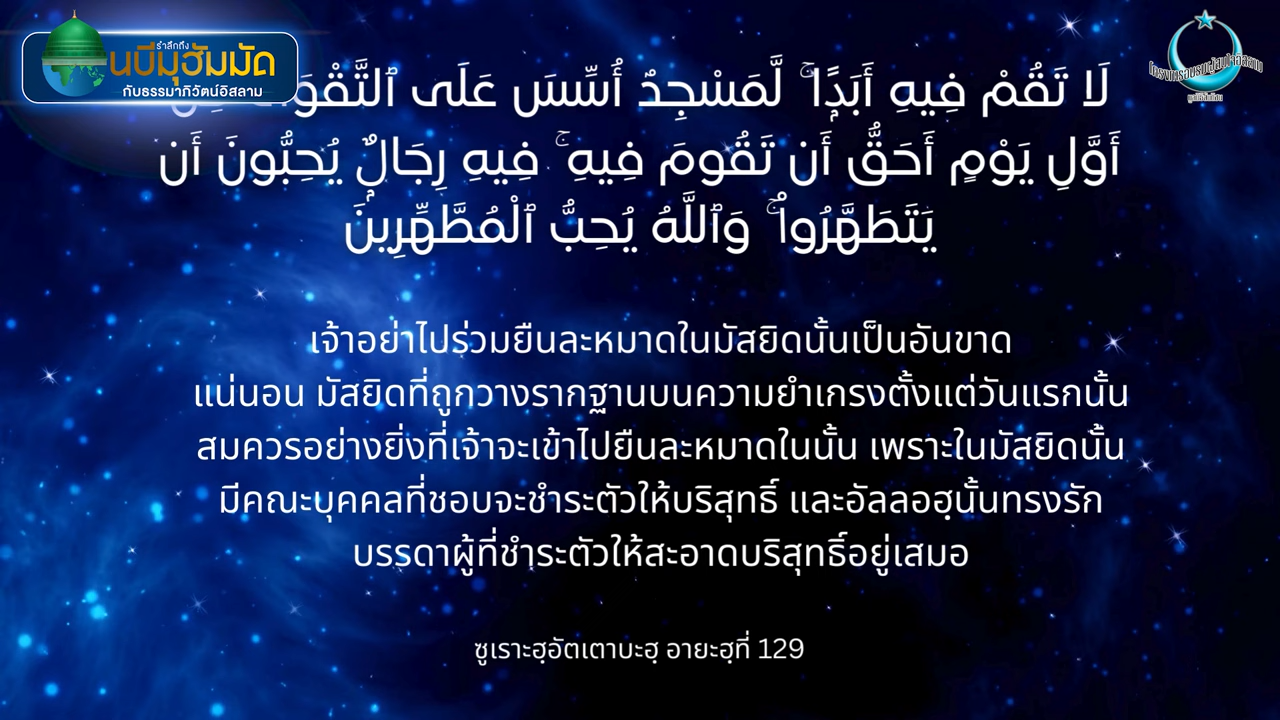 รำลึกถึง
นบีมุฮัมมัด
กับธรรมาภิวัตน์อิสลาม
لَا تَقُمْ فِيهِ أَبَدًا ۚ لَّمَسْجِدٌ أُسِّسَ عَلَى ٱلتَّقْوَىٰ
أَوَّلِ يَوْمٍ أَحَقُّ أَن تَقُومَ فِيهِ ۚ فِيهِ رِجَالٌ يُحِبُّونَ أَن
يَتَطَهَّرُوا۟ ۚ وَٱللَّهُ يُحِبُّ ٱلْمُطَّهِّرِينَ
เจ้าอย่าไปร่วมยืนละหมาดในมัสยิดนั้นเป็นอันขาด
แน่นอน มัสยิดที่ถูกวางรากฐานบนความยำเกรงตั้งแต่วันแรกนั้น
สมควรอย่างยิ่งที่เจ้าจะเข้าไปยืนละหมาดในนั้น เพราะในมัสยิดนั้น
มีคณะบุคคลที่ชอบจะชำระตัวให้บริสุทธิ์ และอัลลอฮฺนั้นทรงรัก
บรรดาผู้ที่ชำระตัวให้สะอาดบริสุทธิ์อยู่เสมอ
ซูเราะฮฺอัตเตาบะฮฺ อายะฮฺที่ 129